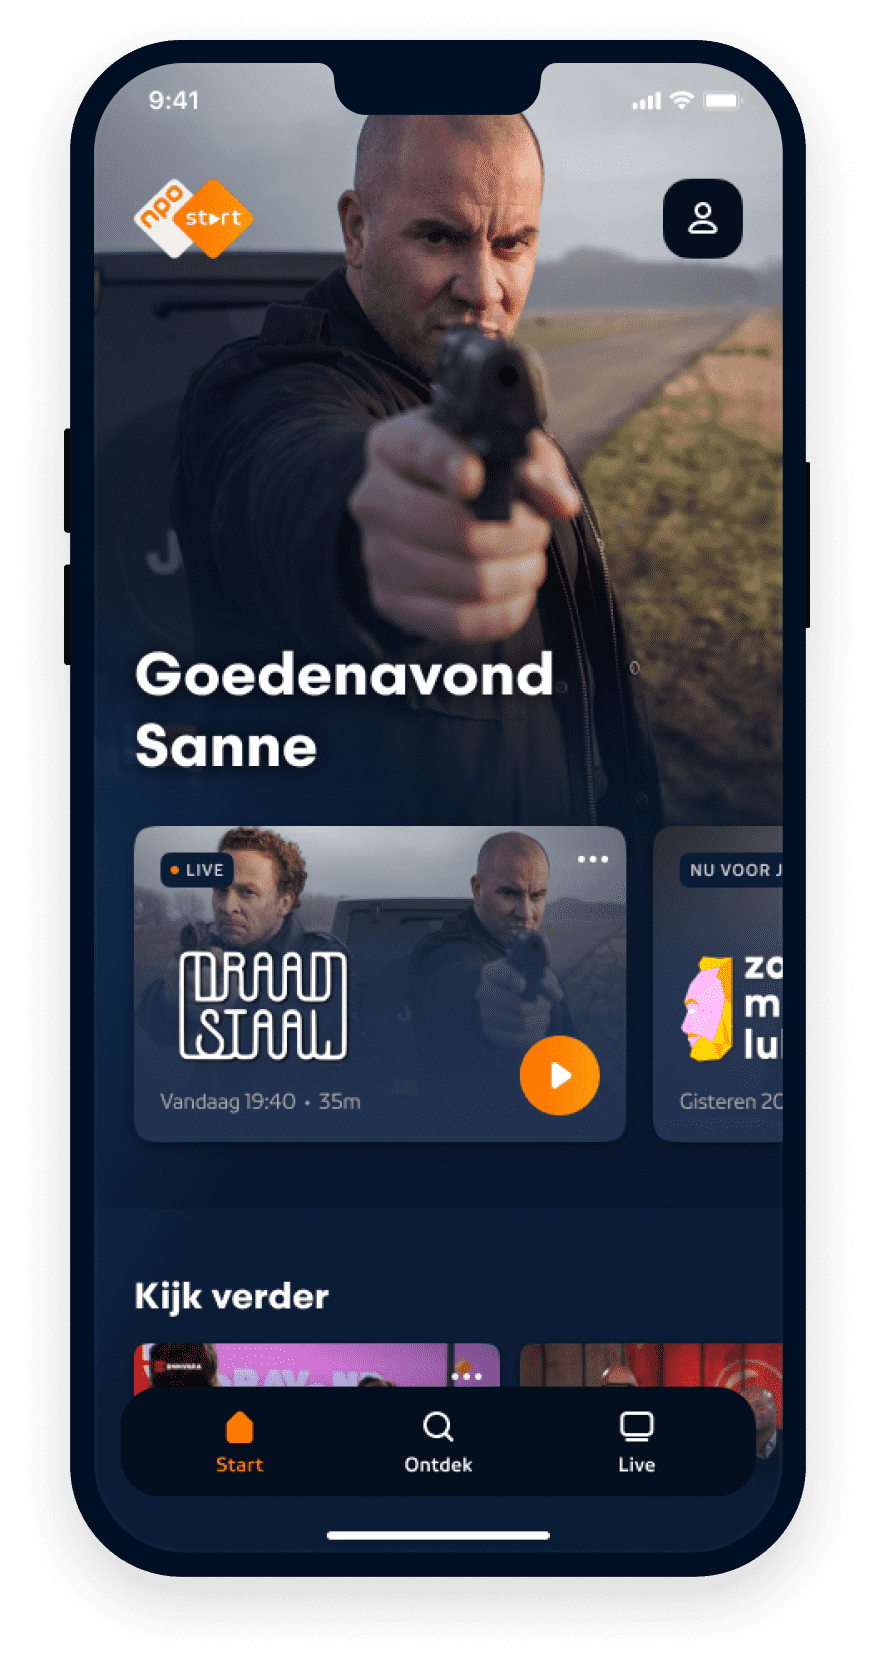 9:41
npo
start
Goedenavond
Sanne
LIVE
DRAAD
STAAL
Vandaag 19:40 • 35m
NU VOOR J
zo
m
lu
Gisteren 20
Kijk verder
BNNVARA
Start
Ontdek
Live